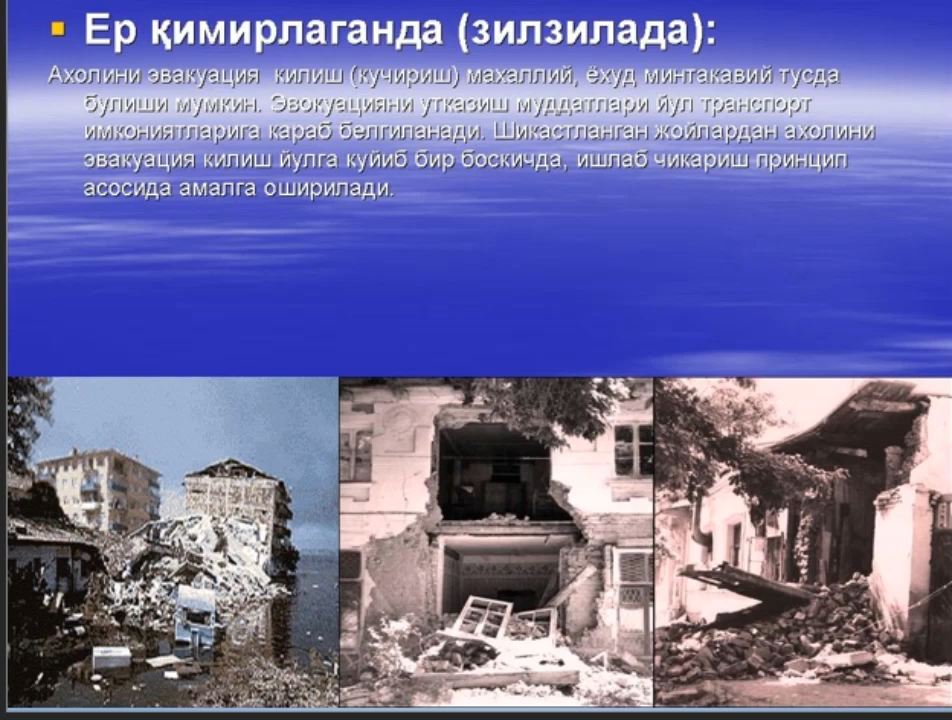 Ер қимирлаганда (зилзилада):
Ахолини эвакуация килиш (кучириш) махаллий, ёхуд минтакавий тусда
булиши мумкин. Эвокуацияни утказиш муддатлари йул транспорт
имкониятларига караб белгиланади. Шикастланган жойлардан ахолини
эвакуация килиш йулга куйиб бир боскичда, ишлаб чикариш принцип
асосида амалга оширилади.